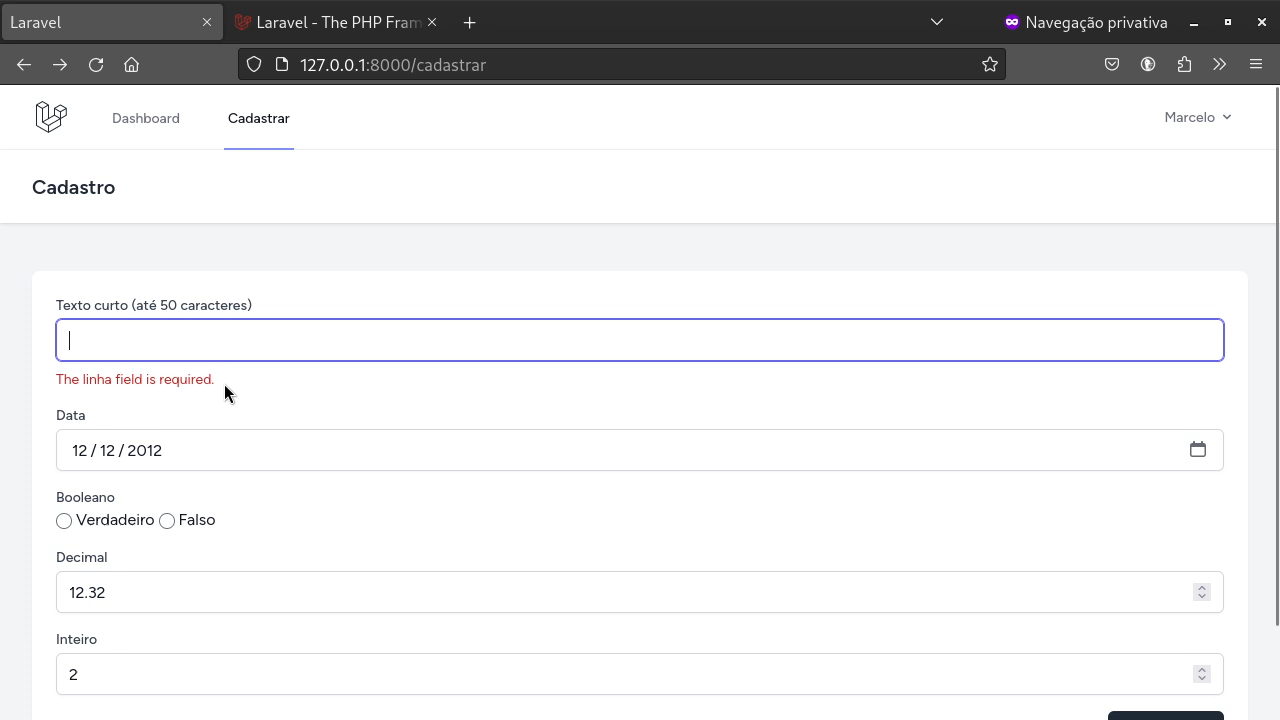 Laravel
Laravel - The PHP Fram
Navegação privativa
127.0.0.1:8000/cadastrar
Dashboard
Cadastrar
Marcelo
Cadastro
Texto curto (até 50 caracteres)
The linha field is required.
Data
12 / 12 / 2012
Booleano
Verdadeiro Falso
Decimal
12.32
Inteiro
2